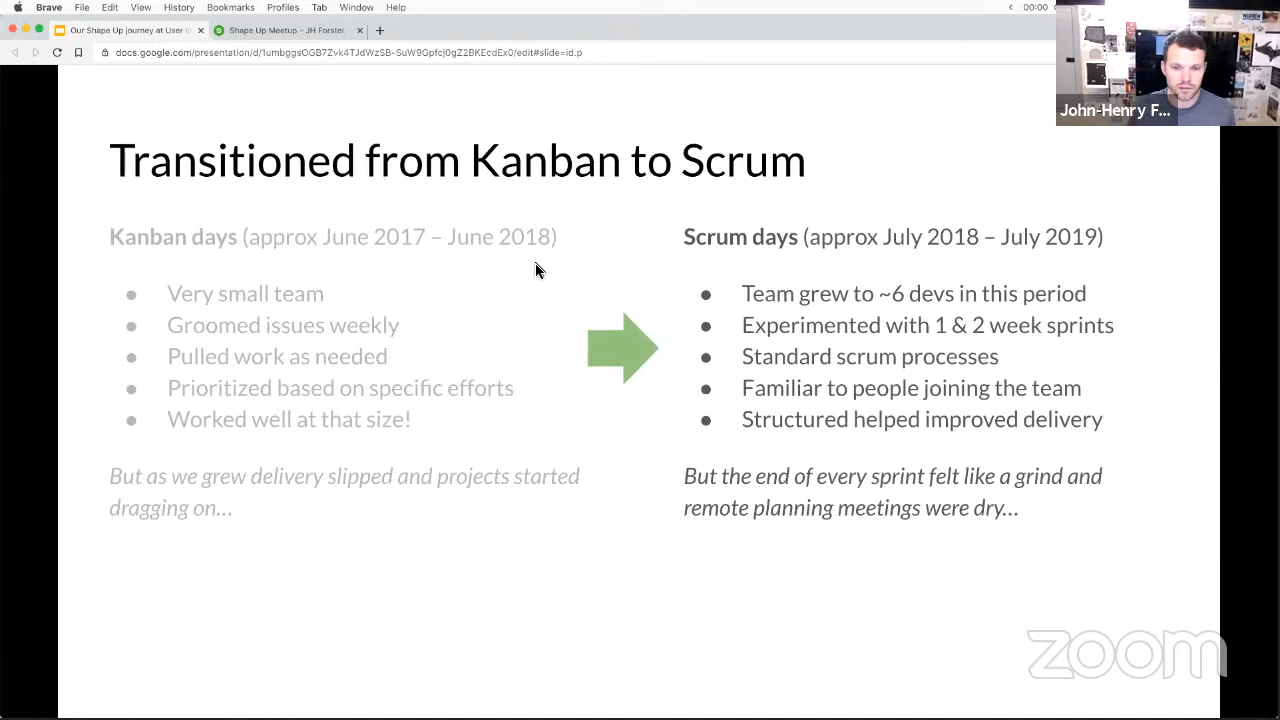 Brave File Edit View History Bookmarks Profiles Tab Window Help
00:00
Our Shape Up journey at User In
Shape Up Meetup – JH Forster,
John-Henry F...
Transitioned from Kanban to Scrum
Kanban days (approx June 2017 – June 2018)
● Very small team
● Groomed issues weekly
● Pulled work as needed
● Prioritized based on specific efforts
● Worked well at that size!
But as we grew delivery slipped and projects started
dragging on...
Scrum days (approx July 2018 – July 2019)
● Team grew to ~6 devs in this period
● Experimented with 1 & 2 week sprints
● Standard scrum processes
● Familiar to people joining the team
● Structured helped improved delivery
But the end of every sprint felt like a grind and
remote planning meetings were dry...
zoom